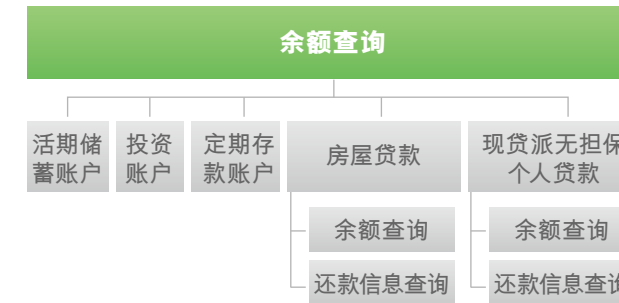 余额查询
活期储
蓄账户
投资
账户
定期存
款账户
房屋贷款
现贷派无担保
个人贷款
余额查询
还款信息查询
余额查询
还款信息查询